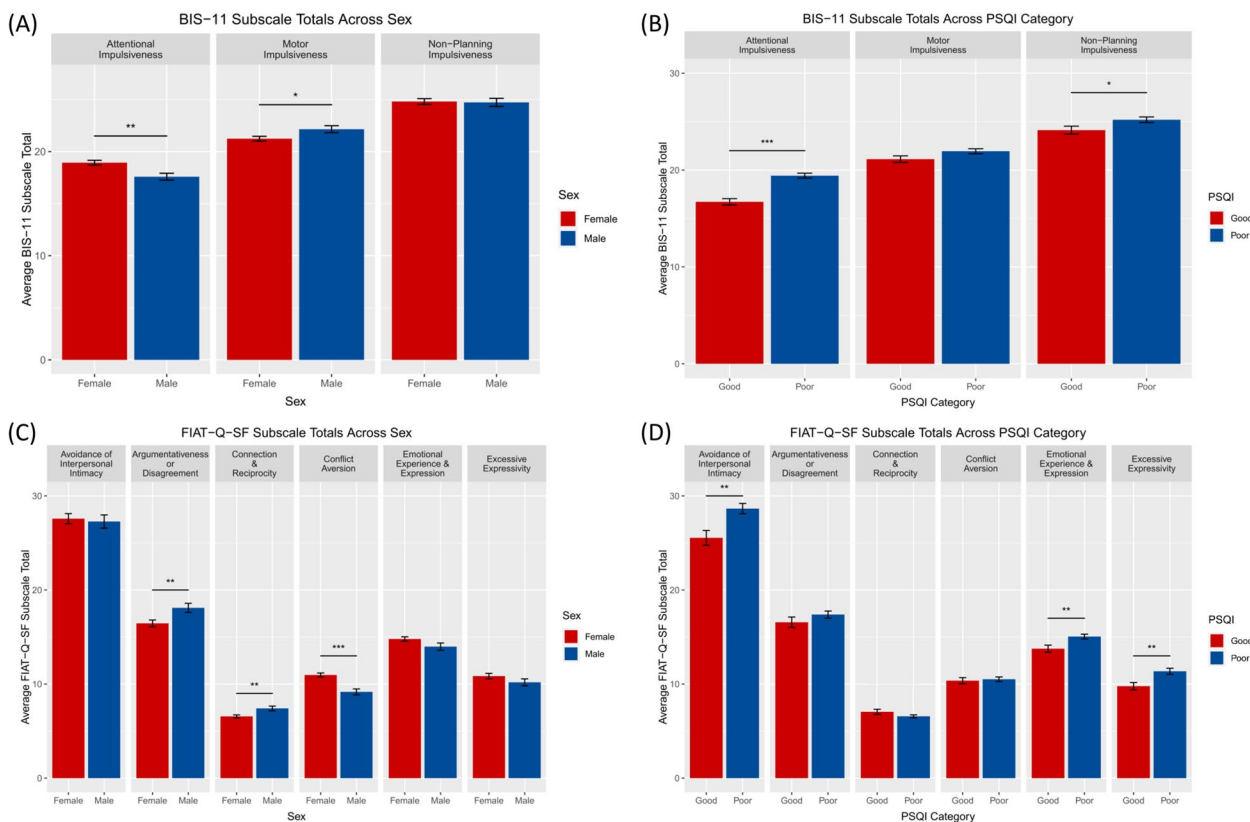 (A)
BIS−11 Subscale Totals Across Sex
Attentional
Impulsiveness
Motor
Impulsiveness
Non−Planning
Impulsiveness
Average BIS−11 Subscale Total
20
10
0
**
*
Female
Male
Female
Male
Female
Male
Sex
Sex
Female
Male
(B)
BIS−11 Subscale Totals Across PSQI Category
Attentional
Impulsiveness
Motor
Impulsiveness
Non−Planning
Impulsiveness
Average BIS−11 Subscale Total
30
20
10
0
***
*
Good
Poor
Good
Poor
Good
Poor
PSQI Category
PSQI
Good
Poor
(C)
FIAT−Q−SF Subscale Totals Across Sex
Avoidance of
Interpersonal
Intimacy
Argumentativeness
or
Disagreement
Connection
&
Reciprocity
Conflict
Aversion
Emotional
Experience &
Expression
Excessive
Expressivity
Average FIAT−Q−SF Subscale Total
30
20
10
0
**
**
***
Female
Male
Female
Male
Female
Male
Female
Male
Female
Male
Female
Male
Sex
Sex
Female
Male
(D)
FIAT−Q−SF Subscale Totals Across PSQI Category
Avoidance of
Interpersonal
Intimacy
Argumentativeness
or
Disagreement
Connection
&
Reciprocity
Conflict
Aversion
Emotional
Experience &
Expression
Excessive
Expressivity
Average FIAT−Q−SF Subscale Total
30
20
10
0
**
**
**
Good
Poor
Good
Poor
Good
Poor
Good
Poor
Good
Poor
Good
Poor
PSQI Category
PSQI
Good
Poor